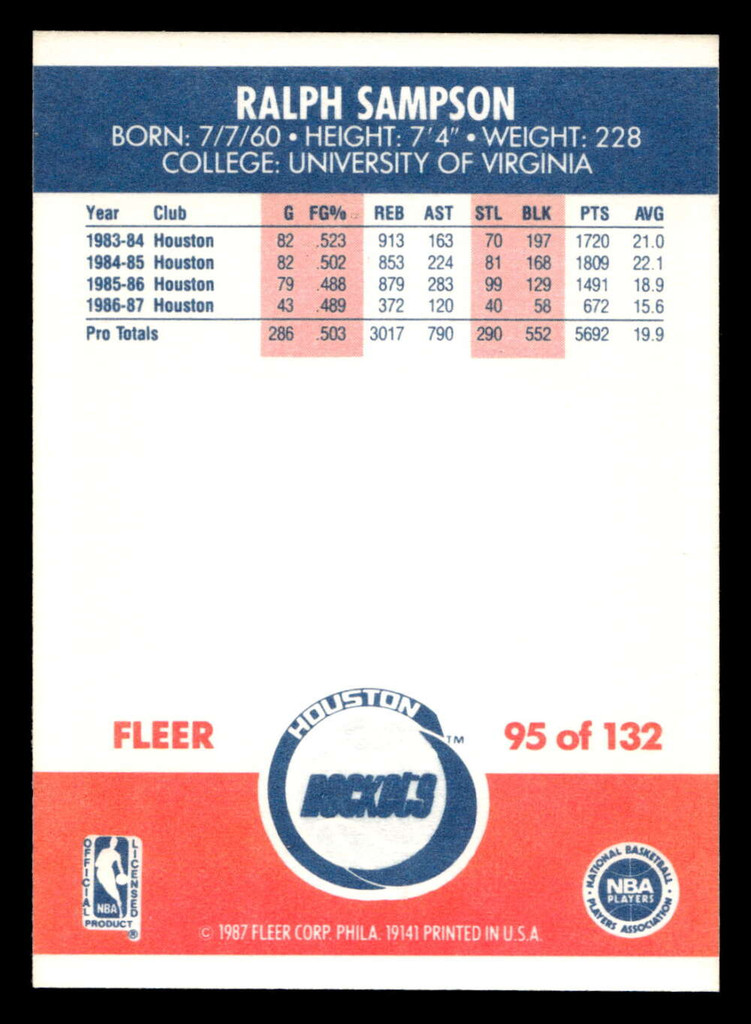 RALPH SAMPSON
BORN: 7/7/60 • HEIGHT: 7'4" • WEIGHT: 228
COLLEGE: UNIVERSITY OF VIRGINIA
Year Club G FG% REB AST STL BLK PTS AVG
1983-84 Houston 82 .523 913 163 70 197 1720 21.0
1984-85 Houston 82 .502 853 224 81 168 1809 22.1
1985-86 Houston 79 .488 879 283 99 129 1491 18.9
1986-87 Houston 43 .489 372 120 40 58 672 15.6
Pro Totals 286 .503 3017 790 290 552 5692 19.9
HOUSTON
ROCKETS
TM
FLEER
95 of 132
OFFICIAL
LICENSED
NBA
PRODUCT
®
NATIONAL BASKETBALL
NBA
PLAYERS
PLAYERS ASSOCIATION
© 1987 FLEER CORP. PHILA. 19141 PRINTED IN U.S.A.